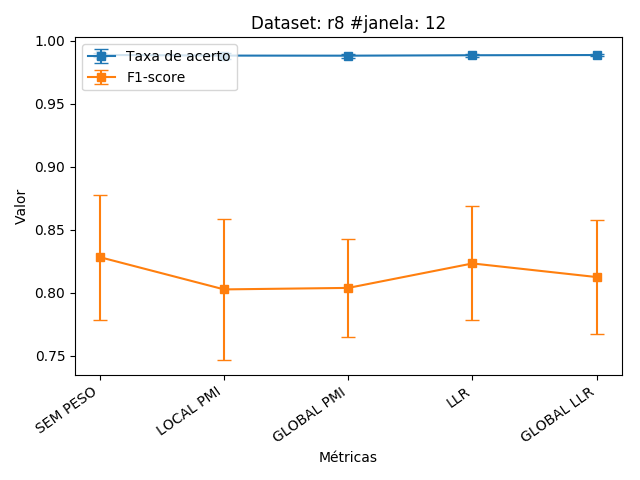 Dataset: r8 #janela: 12
1.00
0.95
0.90
0.85
0.80
0.75
Valor
Taxa de acerto
F1-score
SEM PESO
LOCAL PMI
GLOBAL PMI
LLR
GLOBAL LLR
Métricas